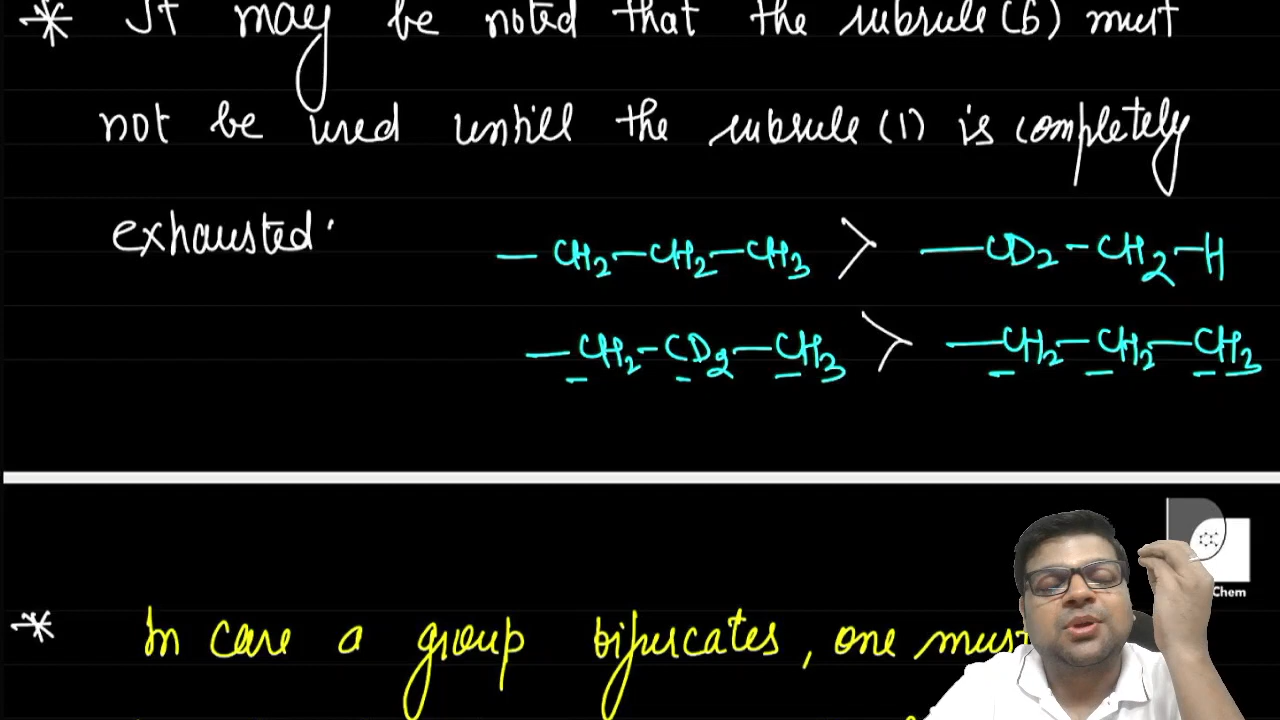 * It may be noted that the subrule (b) must
not be used untill the subrule (1) is completely
exhausted.
—CH2—CH2—CH3 > —CD2—CH2—H
—CH2—CD2—CH3 > —CH2—CH2—CH3
Chem
* In case a group bifurcates, one must